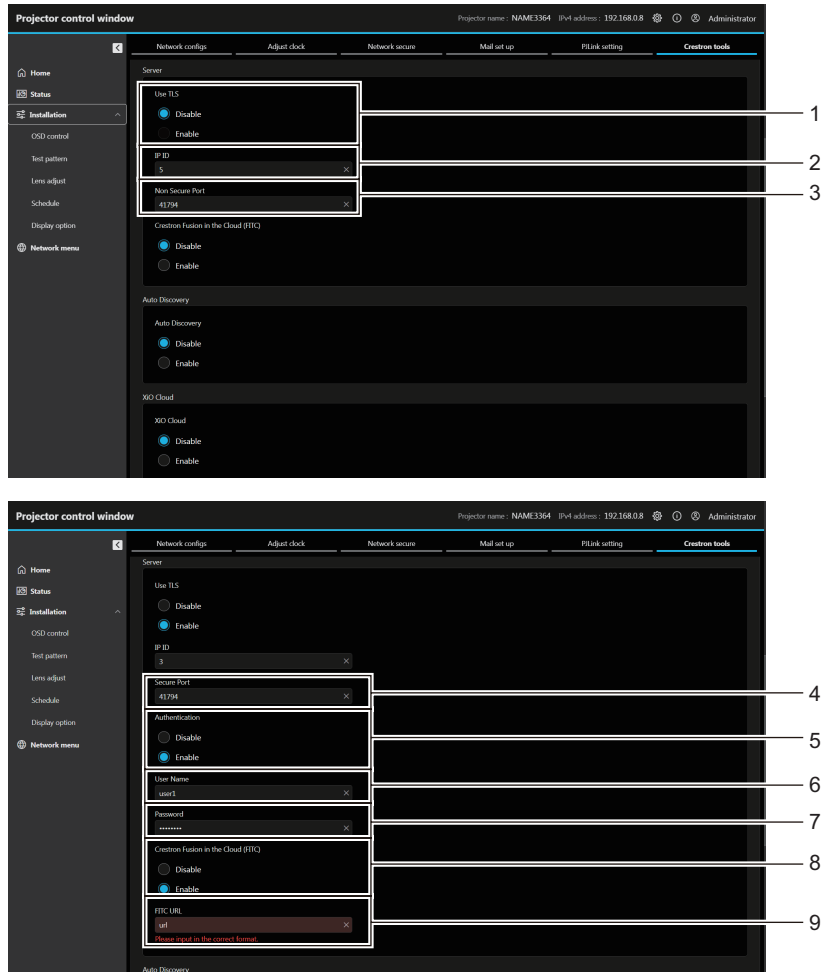 Projector control window
Projector name : NAME3364 IPv4 address : 192.168.0.8 Administrator
Network configs Adjust clock Network secure Mail set up PJLink setting Crestron tools
Home
Status
Installation
OSD control
Test pattern
Lens adjust
Schedule
Display option
Network menu
Server
Use TLS
Disable
Enable
IP ID
5
Non Secure Port
41794
Crestron Fusion in the Cloud (FITC)
Disable
Enable
Auto Discovery
Auto Discovery
Disable
Enable
XiO Cloud
XiO Cloud
Disable
Enable
1
2
3
Projector control window
Projector name : NAME3364 IPv4 address : 192.168.0.8 Administrator
Network configs Adjust clock Network secure Mail set up PJLink setting Crestron tools
Home
Status
Installation
OSD control
Test pattern
Lens adjust
Schedule
Display option
Network menu
Server
Use TLS
Disable
Enable
IP ID
3
Secure Port
41794
Authentication
Disable
Enable
User Name
user1
Password
••••••••
Crestron Fusion in the Cloud (FITC)
Disable
Enable
FITC URL
url
Please input in the correct format.
Auto Discovery
4
5
6
7
8
9